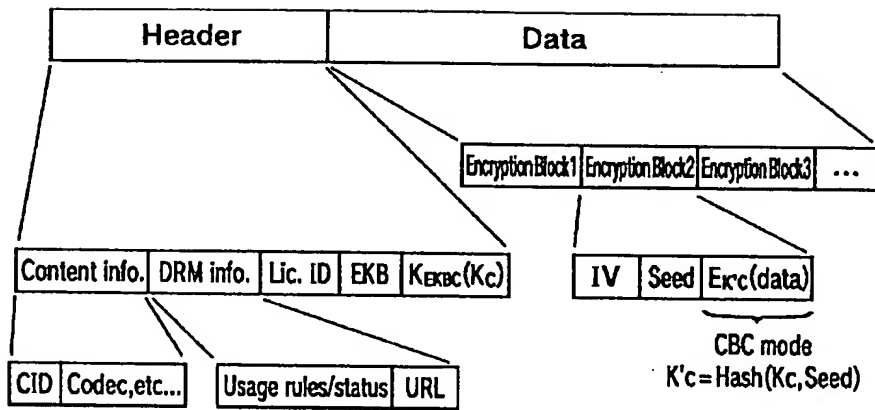 Header Data
Encryption Block1 Encryption Block2 Encryption Block3 ...
Content info. DRM info. Lic. ID EKB KEKBC(Kc)
IV Seed EK'c(data)
CID Codec,etc... Usage rules/status URL
CBC mode
K'c=Hash(Kc,Seed)